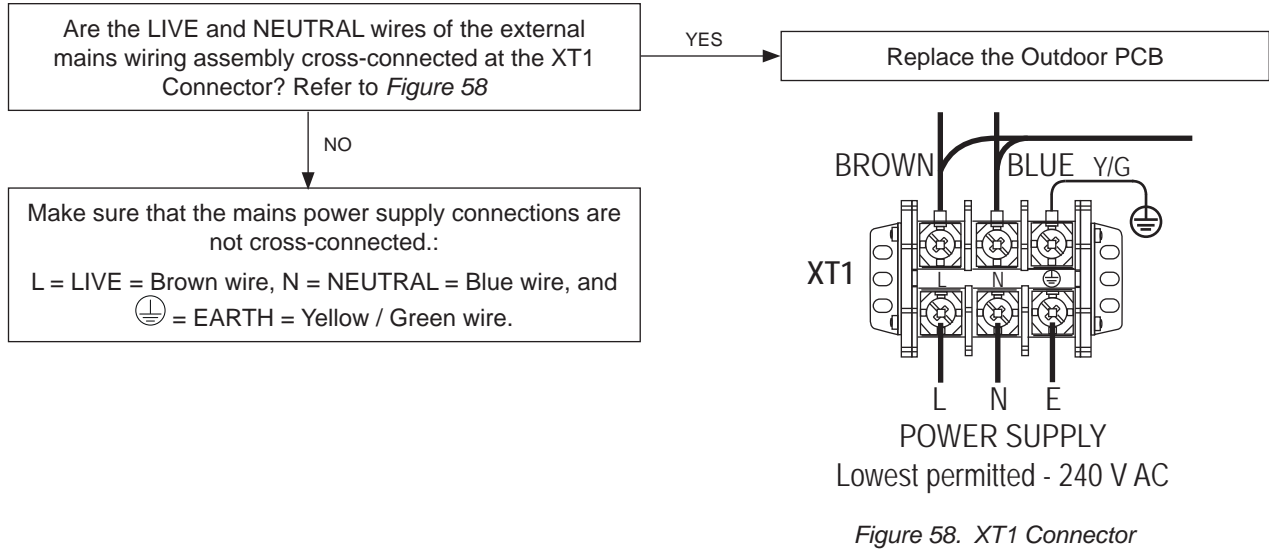 Are the LIVE and NEUTRAL wires of the external
mains wiring assembly cross-connected at the XT1
Connector? Refer to Figure 58
YES
Replace the Outdoor PCB
NO
Make sure that the mains power supply connections are
not cross-connected.:
L = LIVE = Brown wire, N = NEUTRAL = Blue wire, and
= EARTH = Yellow / Green wire.
BROWN
BLUE
Y/G
XT1
L
N
L
N
E
POWER SUPPLY
Lowest permitted - 240 V AC
Figure 58. XT1 Connector